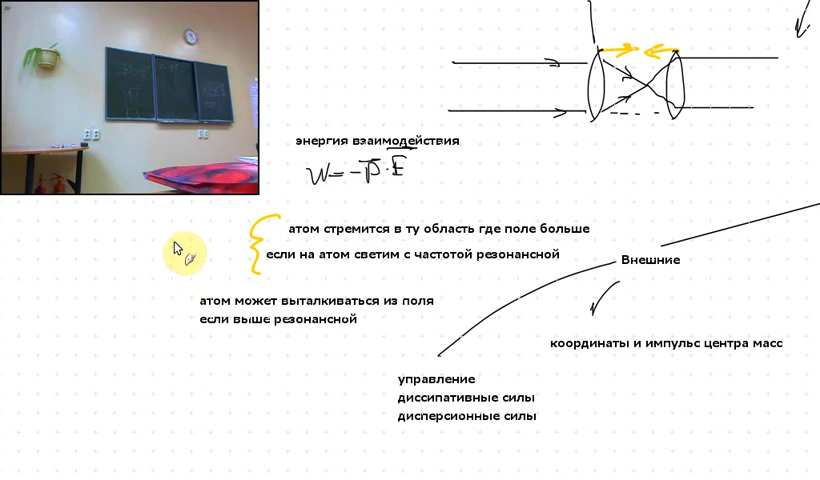 энергия взаимодействия
W = - P · E
атом стремится в ту область где поле больше
если на атом светим с частотой резонансной
Внешние
атом может выталкиваться из поля
если выше резонансной
координаты и импульс центра масс
управление
диссипативные силы
дисперсионные силы